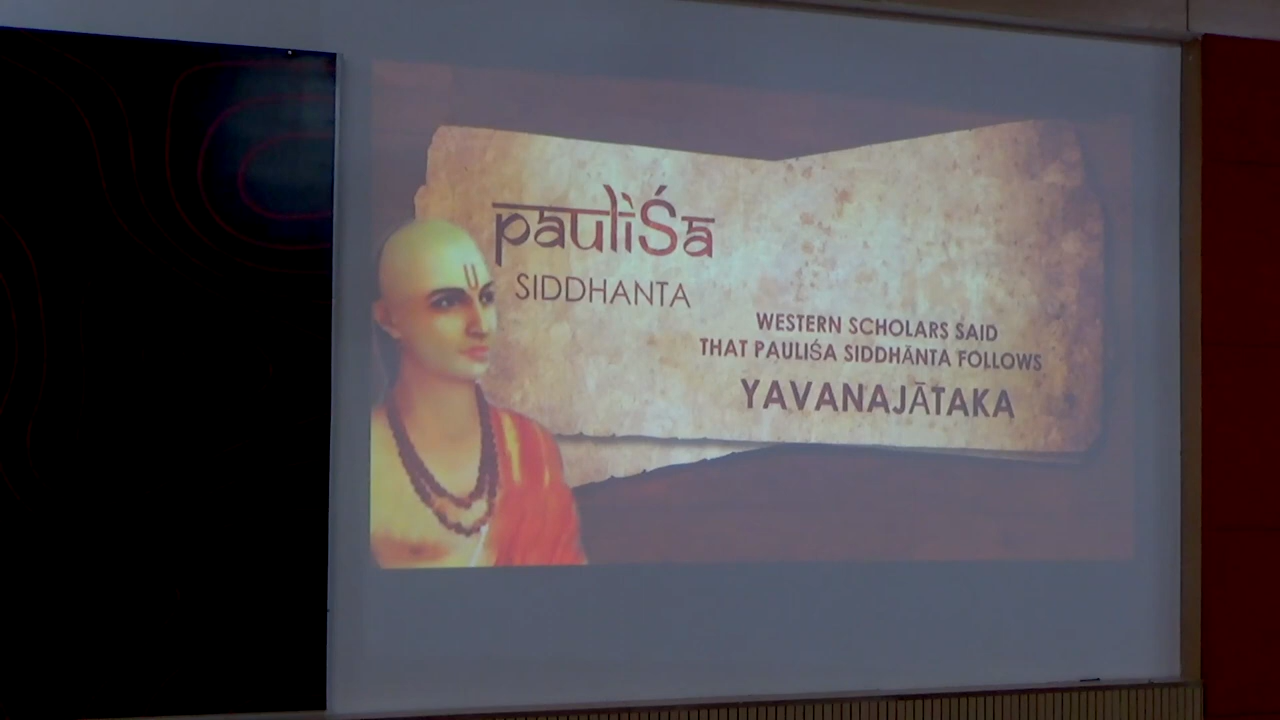 pauliŚa
SIDDHANTA
WESTERN SCHOLARS SAID
THAT PAULIŚA SIDDHĀNTA FOLLOWS
YAVANAJĀTAKA